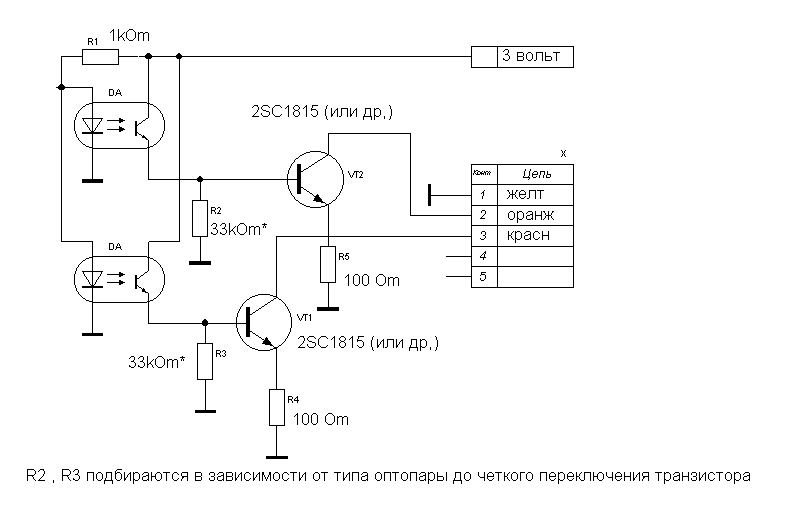 R1
1kOm
3 вольт
DA
2SC1815 (или др,)
X
VT2
Конт
Цепь
1
желт
R2
33kOm*
2
оранж
3
красн
DA
R5
100 Om
4
5
VT1
2SC1815 (или др,)
33kOm*
R3
R4
100 Om
R2 , R3 подбираются в зависимости от типа оптопары до четкого переключения транзистора